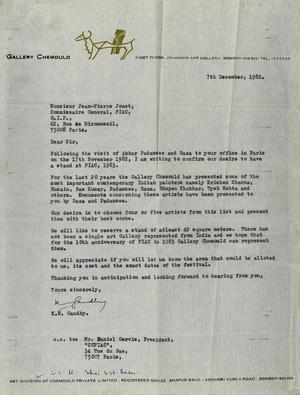 GALLERY CHEMOULD
FIRST FLOOR, JEHANGIR ART GALLERY, BOMBAY-
7th December, 1982.
Monsieur Jean-Pierre Jouet,
Commissaire General, FIAC,
O.I.P.,
62, Rue de Miromesnil,
75008 Paris.
Dear Sir,
Following the visit of Akbar Padamsee and Raza to your office in Paris
on the 17th November 1982, I am writing to confirm our desire to have
a stand at FIAC, 1983.
For the last 20 years the Gallery Chemould has presented some of the
most important contemporary Indian painters namely Krishen Khanna,
Husain, Ram Kumar, Padamsee, Raza, Bhupen Khakhar, Tyeb Mehta and
others. Documents concerning these artists have been presented to
you by Raza and Padamsee.
Our desire is to choose four or five artists from this list and present
them with their best works.
We will like to reserve a stand of atleast 42 square meters. There has
not been a single Art Gallery represented from India and we hope that
for the 10th anniversary of FIAC in 1983 Gallery Chemould can represent
them.
We will appreciate if you will let us know the area that could be alloted
to us, its cost and the exact dates of the festival.
Thanking you in anticipation and looking forward to hearing from you,
Yours sincerely,
K.K. Gandhy.
c.c. to: Mr. Daniel Gervis, President,
"COFIAC",
34 Rue du Bac,
75007 Paris.
ART DIVISION OF CHEMOULD PRIVATE LIMITED . REGISTERED OFFICE: SHAPUR BAUG, ANDHERI KURLA ROAD, BOMBAY-